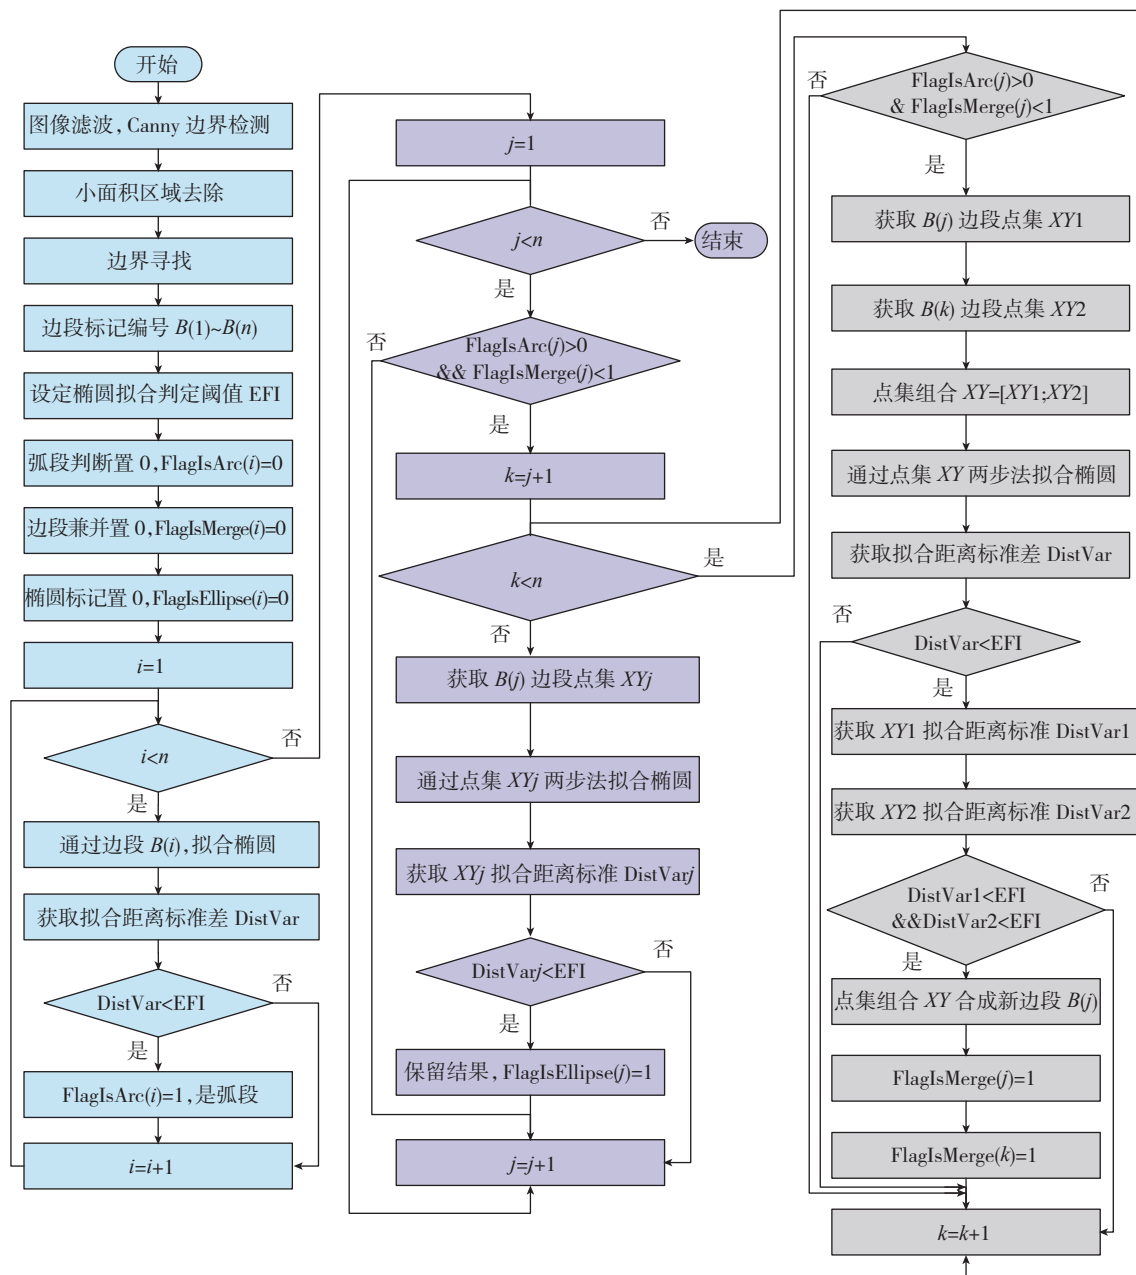 开始
图像滤波,Canny 边界检测
小面积区域去除
边界寻找
边段标记编号 B(1)~B(n)
设定椭圆拟合判定阈值 EFI
弧段判断置 0,FlagIsArc(i)=0
边段兼并置 0,FlagIsMerge(i)=0
椭圆标记置 0,FlagIsEllipse(i)=0
i=1
i<n
否
是
通过边段 B(i),拟合椭圆
获取拟合距离标准差 DistVar
DistVar<EFI
否
是
FlagIsArc(i)=1,是弧段
i=i+1
j=1
j<n
否
结束
是
否
FlagIsArc(j)>0
&& FlagIsMerge(j)<1
是
k=j+1
k<n
是
否
获取 B(j) 边段点集 XYj
通过点集 XYj 两步法拟合椭圆
获取 XYj 拟合距离标准 DistVarj
DistVarj<EFI
否
是
保留结果,FlagIsEllipse(j)=1
j=j+1
否
FlagIsArc(j)>0
& FlagIsMerge(j)<1
是
获取 B(j) 边段点集 XY1
获取 B(k) 边段点集 XY2
点集组合 XY=[XY1;XY2]
通过点集 XY 两步法拟合椭圆
获取拟合距离标准差 DistVar
否
DistVar<EFI
是
获取 XY1 拟合距离标准 DistVar1
获取 XY2 拟合距离标准 DistVar2
DistVar1<EFI
&&DistVar2<EFI
否
是
点集组合 XY 合成新边段 B(j)
FlagIsMerge(j)=1
FlagIsMerge(k)=1
k=k+1